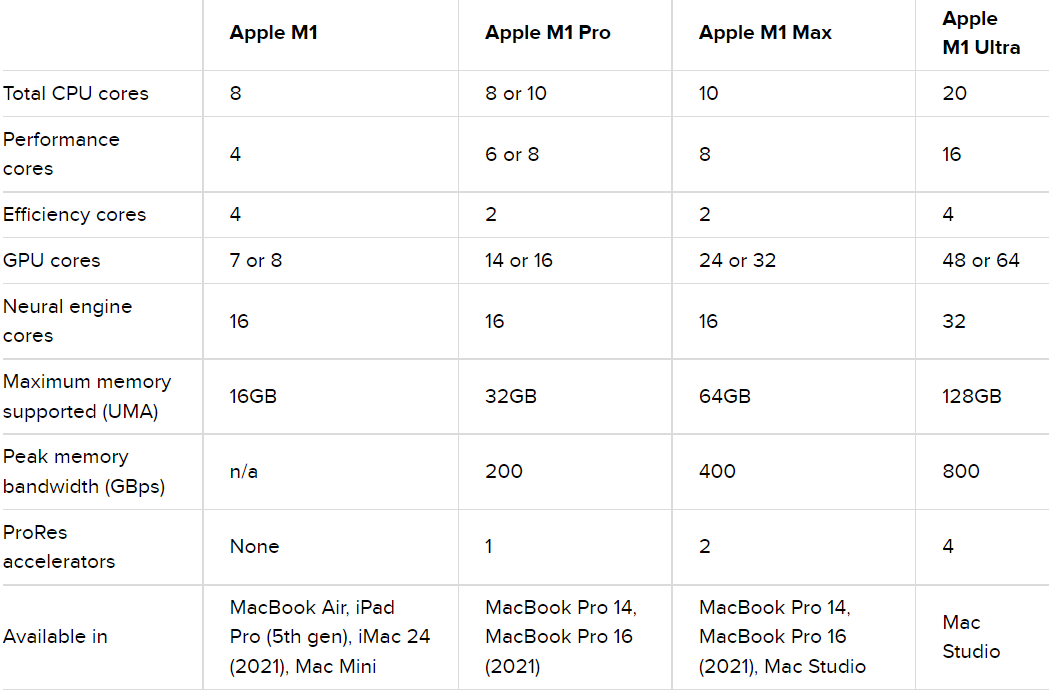 Apple M1
Apple M1 Pro
Apple M1 Max
Apple
M1 Ultra
Total CPU cores
8
8 or 10
10
20
Performance
cores
4
6 or 8
8
16
Efficiency cores
4
2
2
4
GPU cores
7 or 8
14 or 16
24 or 32
48 or 64
Neural engine
cores
16
16
16
32
Maximum memory
supported (UMA)
16GB
32GB
64GB
128GB
Peak memory
bandwidth (GBps)
n/a
200
400
800
ProRes
accelerators
None
1
2
4
Available in
MacBook Air, iPad
Pro (5th gen), iMac 24
(2021), Mac Mini
MacBook Pro 14,
MacBook Pro 16
(2021)
MacBook Pro 14,
MacBook Pro 16
(2021), Mac Studio
Mac
Studio